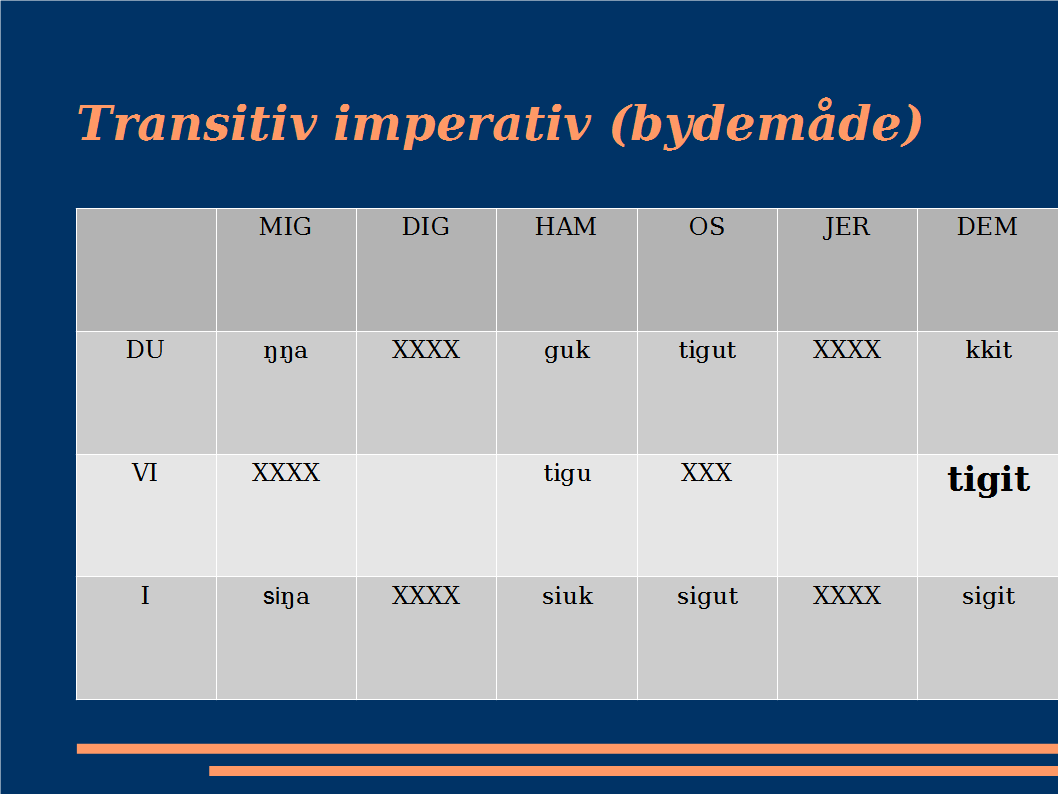 Transitiv imperativ (bydemåde)
MIG DIG HAM OS JER DEM
DU ŋŋa XXXX guk tigut XXXX kkit
VI XXXX tigu XXX tigit
I siŋa XXXX siuk sigut XXXX sigit